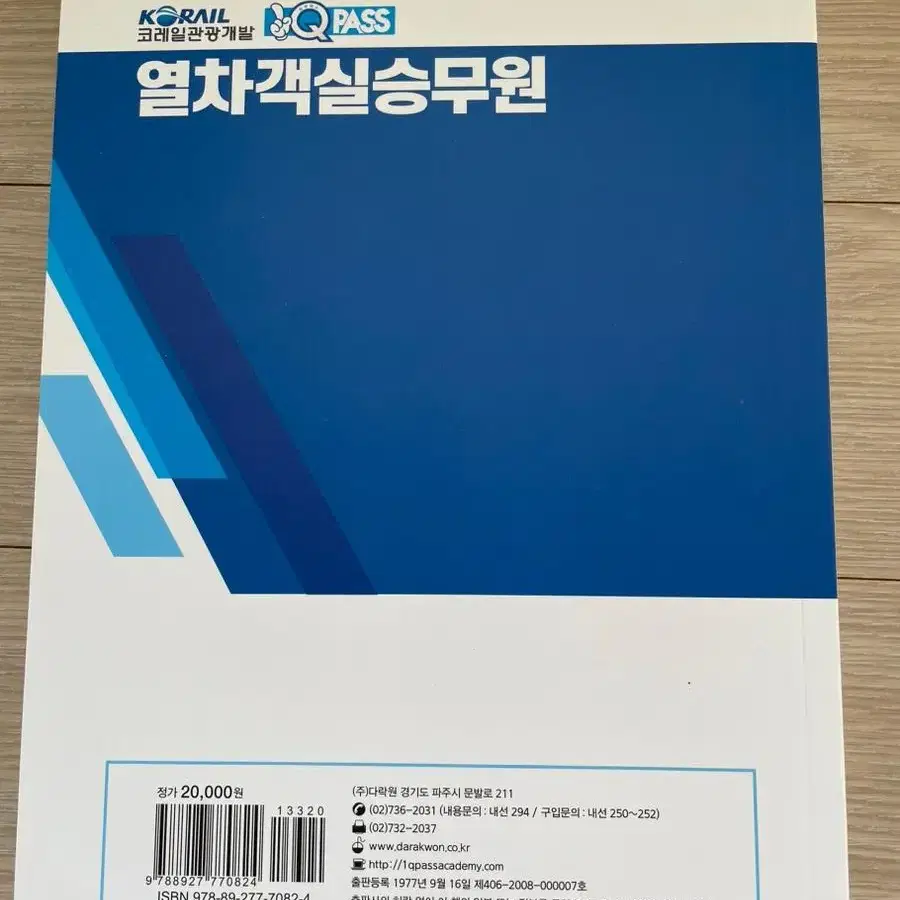 KORAIL
코레일관광개발
1Q PASS
열차객실승무원
정가 20,000원
13320
9 788927 770824
ISBN 978-89-277-7082-4
(주)다락원 경기도 파주시 문발로 211
(02)736-2031 (내용문의 : 내선 294 / 구입문의 : 내선 250~252)
(02)732-2037
www.darakwon.co.kr
http://1qpassacademy.com
출판등록 1977년 9월 16일 제406-2008-000007호